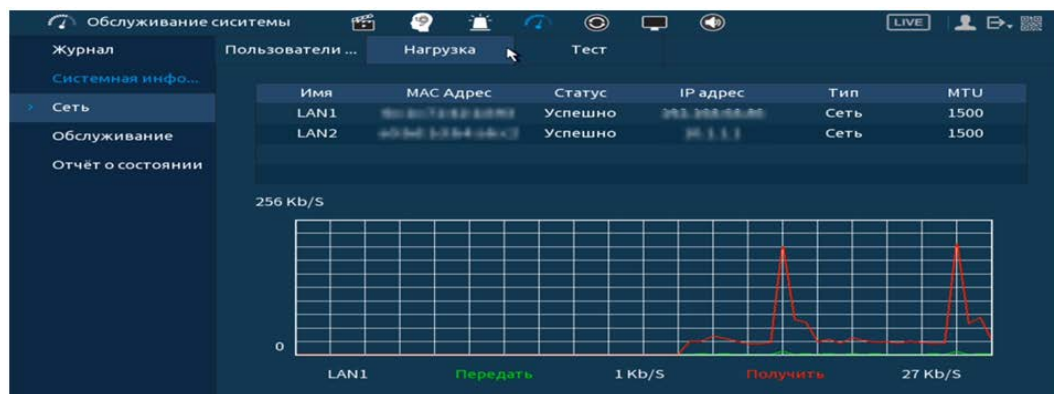 Обслуживание сиситемы LIVE
Журнал
Системная инфо...
Сеть
Обслуживание
Отчёт о состоянии
Пользователи ... Нагрузка Тест
Имя MAC Адрес Статус IP адрес Тип MTU
LAN1 Успешно Сеть 1500
LAN2 Успешно Сеть 1500
256 Kb/S
0
LAN1 Передать 1 Kb/S Получить 27 Kb/S